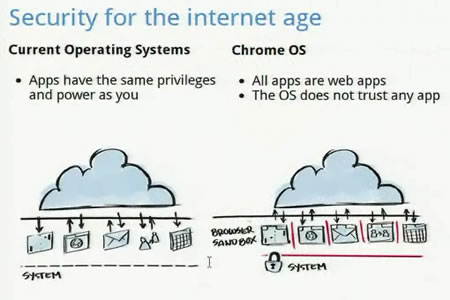 Security for the internet age
Current Operating Systems
• Apps have the same privileges
and power as you
Chrome OS
• All apps are web apps
• The OS does not trust any app
BROWSER
SANDBOX
SYSTEM
SYSTEM